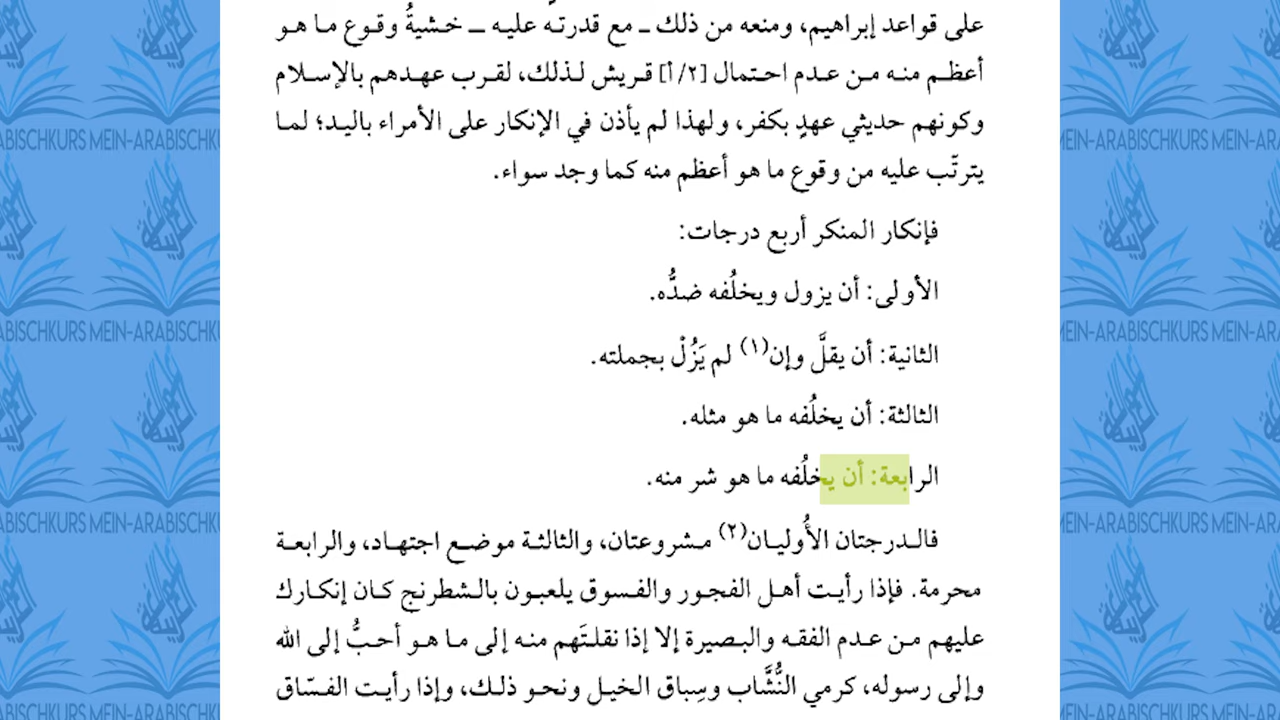 على قواعد إبراهيم، ومنعه من ذلك ــ مع قدرته عليه ــ خشيةُ وقوع ما هو
أعظم منه من عدم احتمال [٢/أ] قريش لذلك، لقرب عهدهم بالإسلام
وكونهم حديثي عهدٍ بكفر، ولهذا لم يأذن في الإنكار على الأمراء باليد؛ لما
يترتّب عليه من وقوع ما هو أعظم منه كما وجد سواء.
فإنكار المنكر أربع درجات:
الأولى: أن يزول ويخلُفه ضدُّه.
الثانية: أن يقلَّ وإن(١) لم يَزُلْ بجملته.
الثالثة: أن يخلُفه ما هو مثله.
الرابعة: أن يخلُفه ما هو شر منه.
فالدرجتان الأُوليان(٢) مشروعتان، والثالثة موضع اجتهاد، والرابعة
محرمة. فإذا رأيت أهل الفجور والفسوق يلعبون بالشطرنج كان إنكارك
عليهم من عدم الفقه والبصيرة إلا إذا نقلتَهم منه إلى ما هو أحبُّ إلى الله
وإلى رسوله، كرمي النُّشَّاب وسِباق الخيل ونحو ذلك، وإذا رأيت الفسّاق
MEIN-ARABISCHKURS